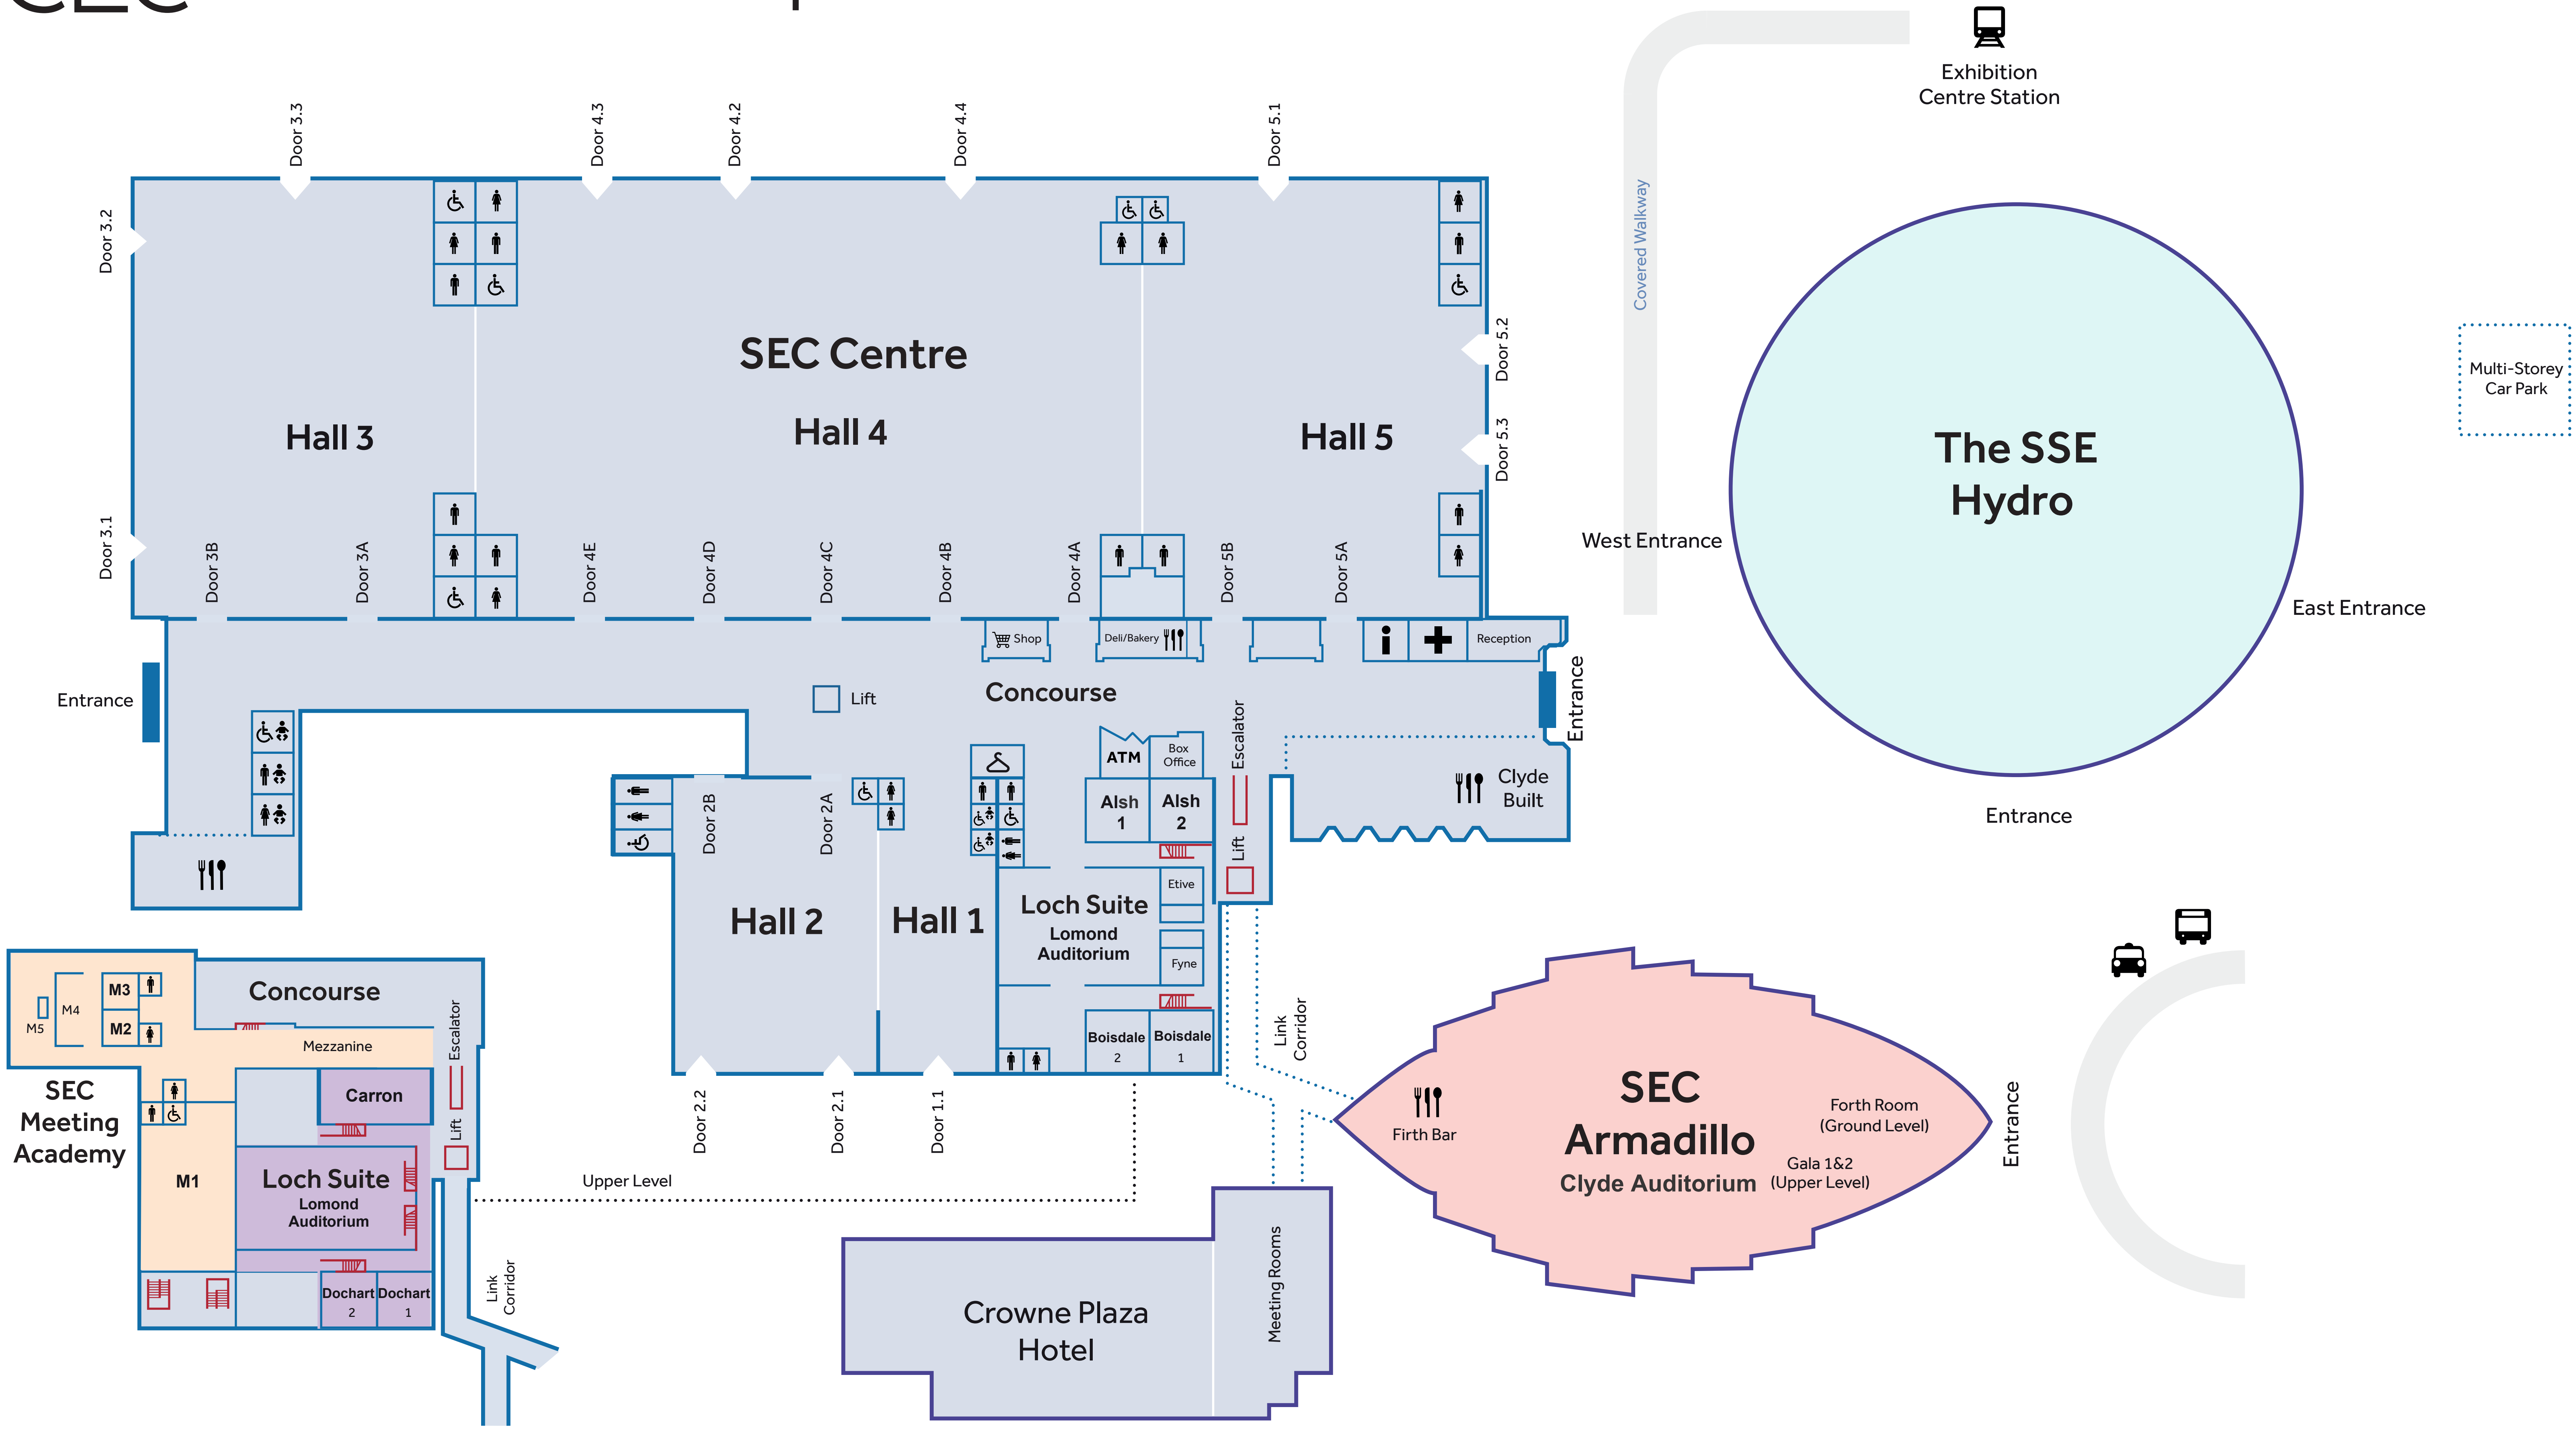 Exhibition
Centre Station
Door 3.3
Door 4.3
Door 4.2
Door 4.4
Door 5.1
Covered Walkway
Door 3.2
Door 3.1
SEC Centre
Hall 3
Hall 4
Hall 5
Door 5.2
Door 5.3
Multi-Storey
Car Park
The SSE
Hydro
West Entrance
East Entrance
Entrance
Door 3B
Door 3A
Door 4E
Door 4D
Door 4C
Door 4B
Door 4A
Door 5B
Door 5A
Shop
Deli/Bakery
Reception
Entrance
Lift
Concourse
Entrance
Escalator
Lift
ATM
Box
Office
Clyde
Built
Alsh
1
Alsh
2
Door 2B
Door 2A
Hall 2
Hall 1
Loch Suite
Lomond
Auditorium
Etive
Fyne
Boisdale
2
Boisdale
1
Door 2.2
Door 2.1
Door 1.1
Link
Corridor
SEC
Armadillo
Clyde Auditorium
Firth Bar
Forth Room
(Ground Level)
Gala 1&2
(Upper Level)
Entrance
Concourse
M3
M4
M5
M2
Mezzanine
Escalator
Lift
SEC
Meeting
Academy
Carron
M1
Loch Suite
Lomond
Auditorium
Dochart
2
Dochart
1
Link
Corridor
Upper Level
Crowne Plaza
Hotel
Meeting Rooms